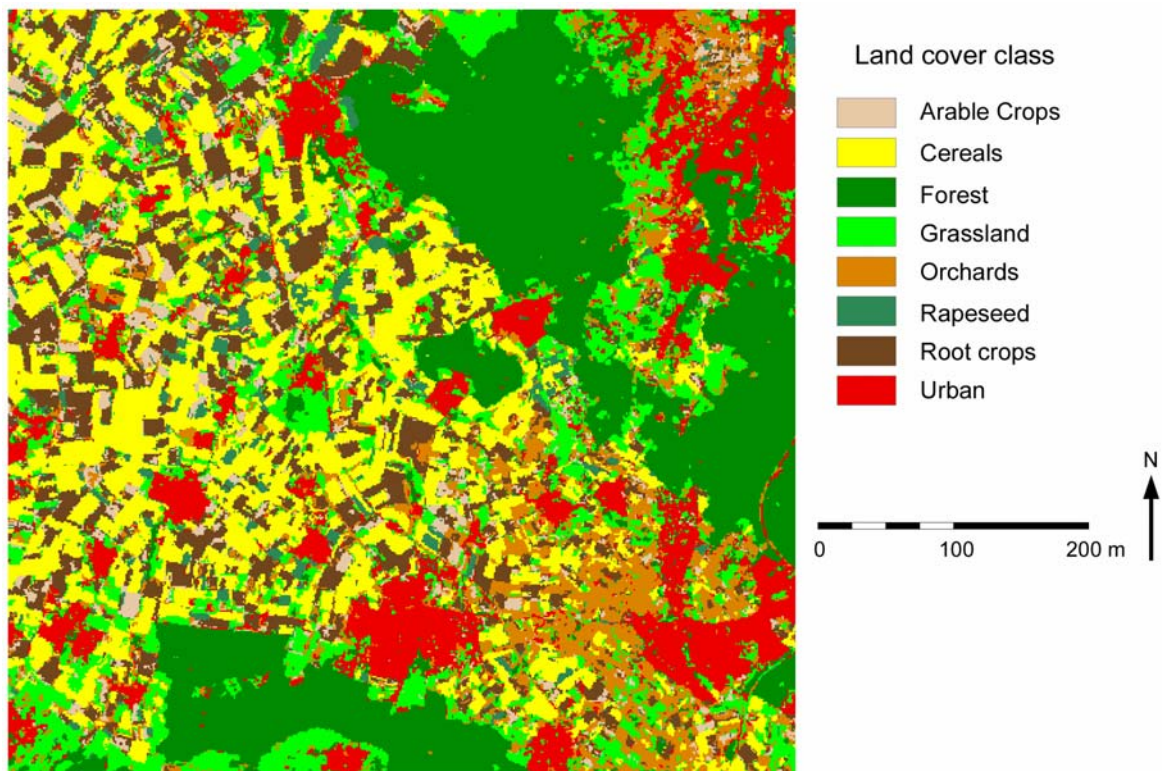 Land cover class
Arable Crops
Cereals
Forest
Grassland
Orchards
Rapeseed
Root crops
Urban
N
0 100 200 m